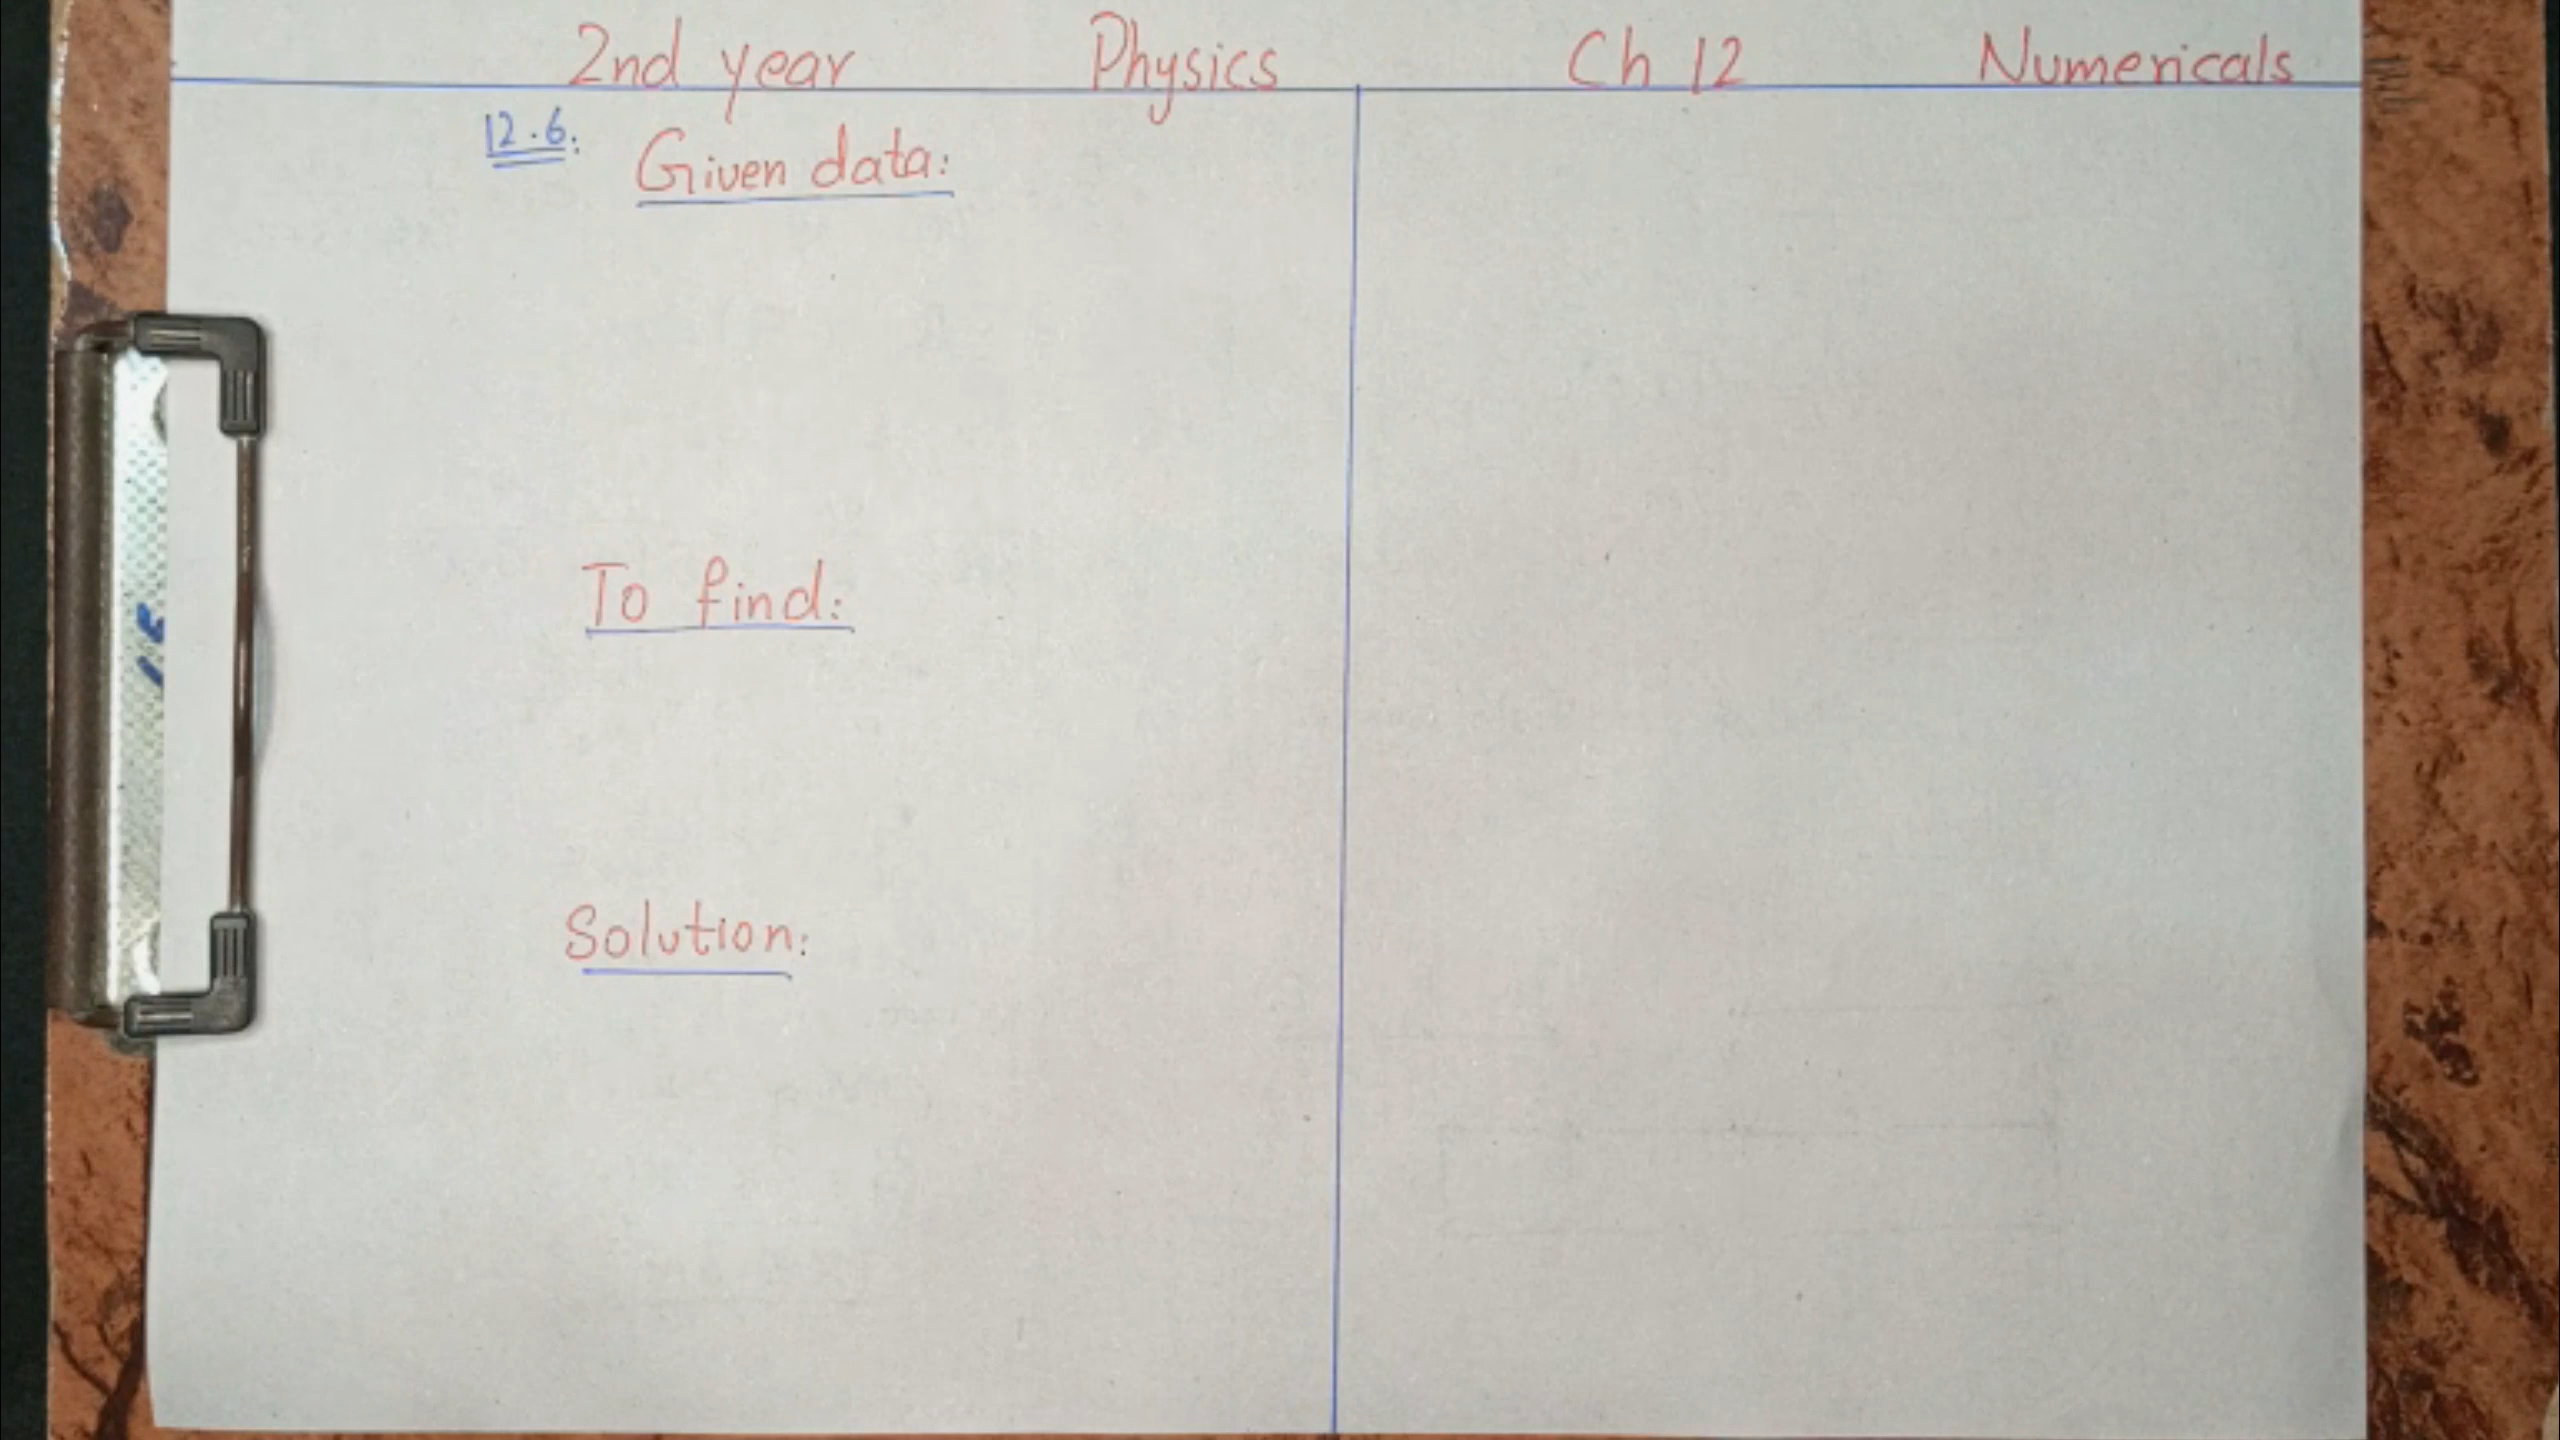 2nd year Physics Ch 12 Numericals
12.6:
Given data:
To find:
Solution: